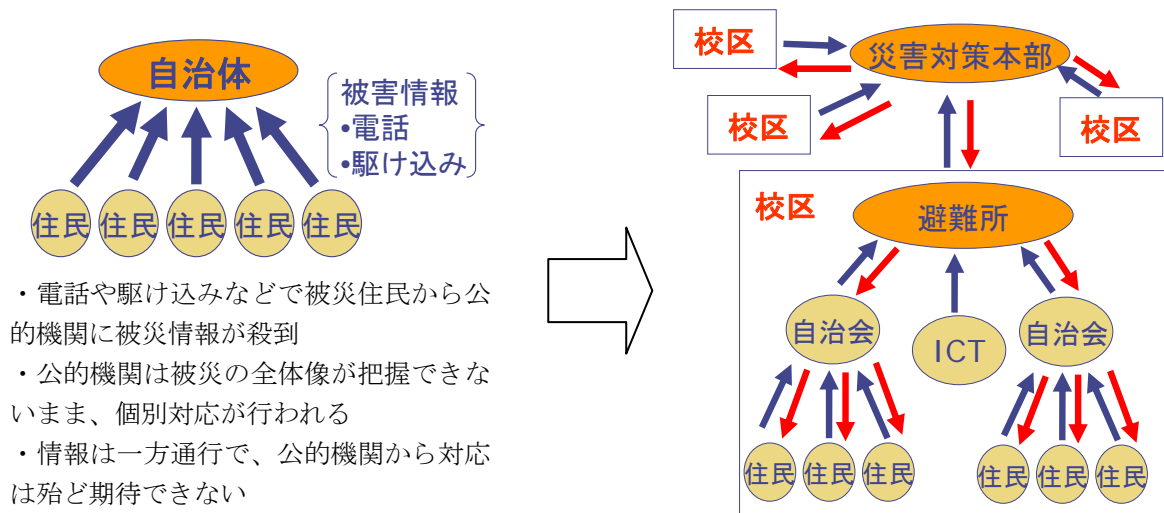 自治体
被害情報
•電話
•駆け込み
住民 住民 住民 住民 住民
・電話や駆け込みなどで被災住民から公
的機関に被災情報が殺到
・公的機関は被災の全体像が把握できな
いまま、個別対応が行われる
・情報は一方通行で、公的機関から対応
は殆ど期待できない
校区
災害対策本部
校区
校区
校区
避難所
自治会 ICT 自治会
住民 住民 住民 住民 住民 住民